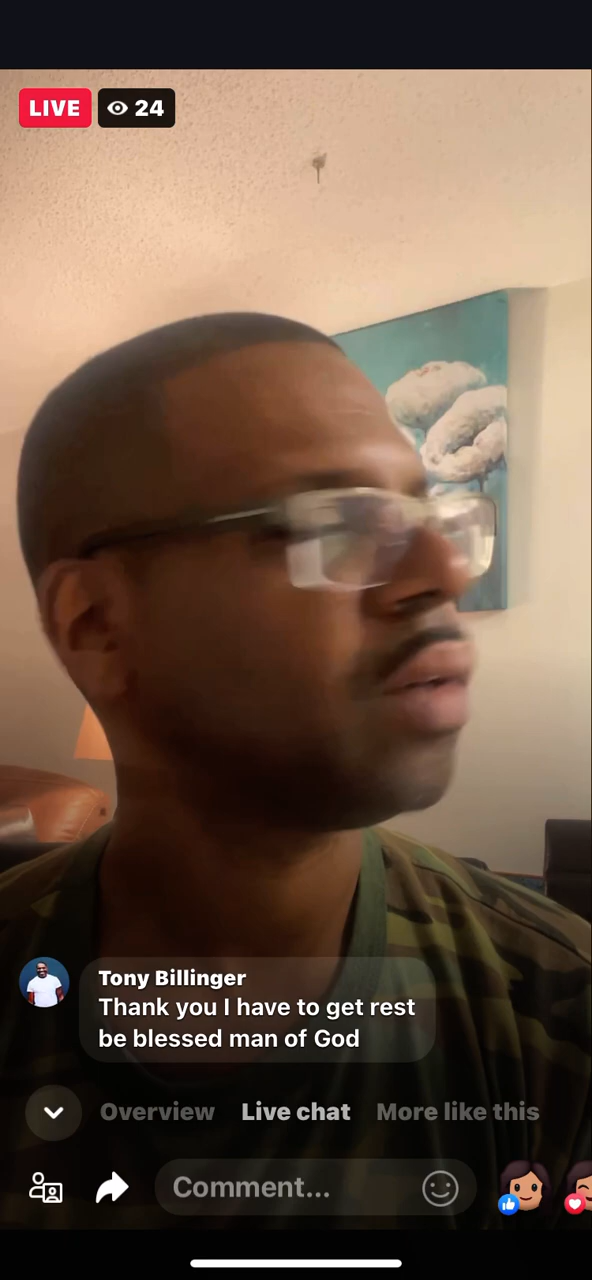 LIVE 24
Tony Billinger
Thank you I have to get rest
be blessed man of God
Overview Live chat More like this
Comment...